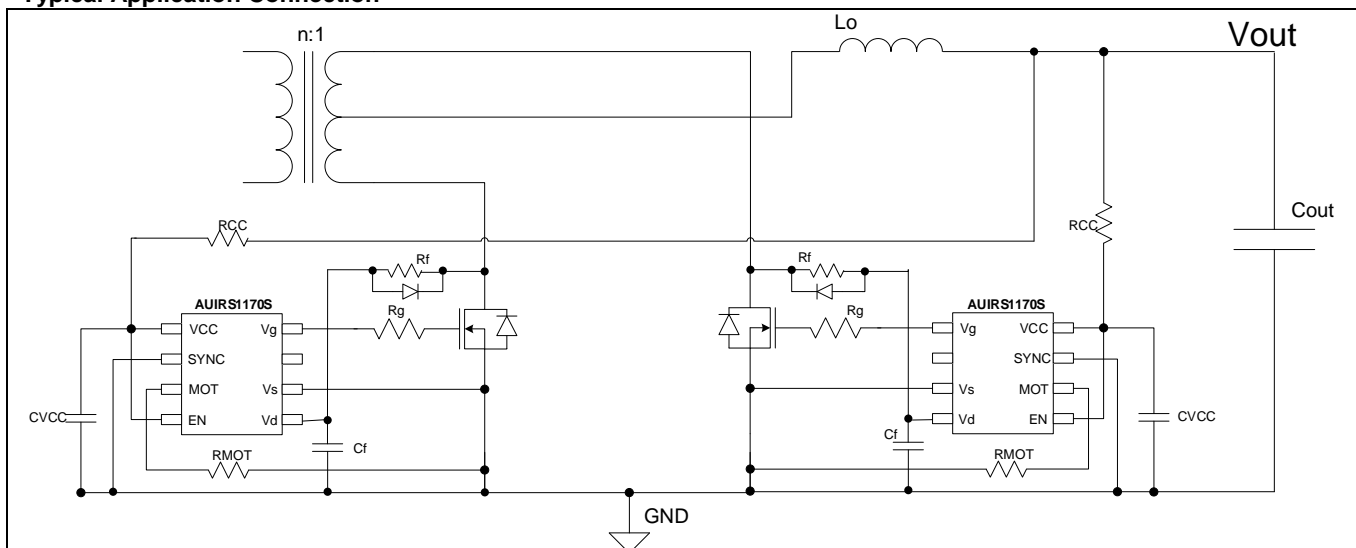 Typical Application Connection
n:1
Lo
Vout
RCC
RCC
Cout
Rf
Rf
AUIRS1170S
Rg
Rg
AUIRS1170S
VCC
Vg
Vg
VCC
SYNC
SYNC
MOT
Vs
Vs
MOT
EN
Vd
Vd
EN
CVCC
Cf
Cf
CVCC
RMOT
RMOT
GND